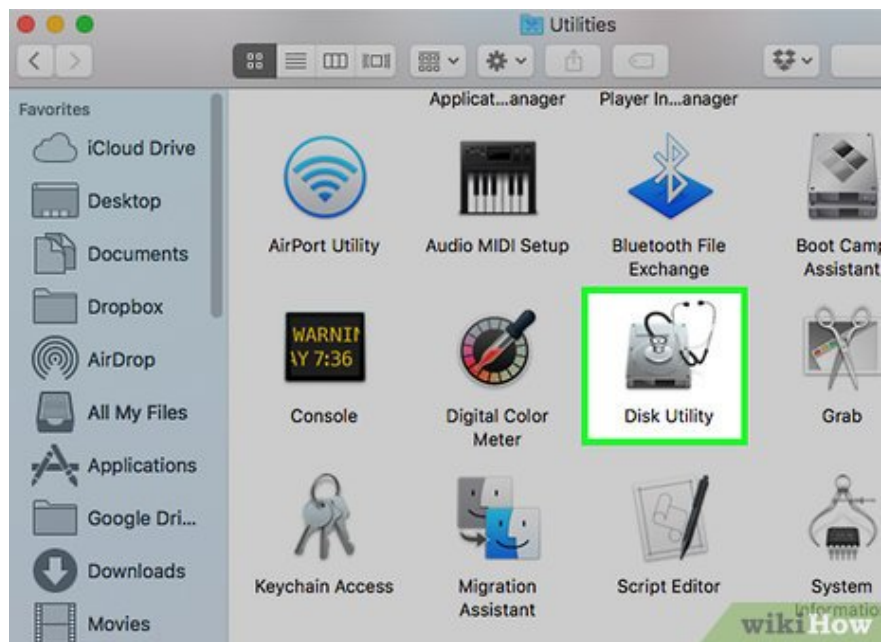 Utilities
Favorites
iCloud Drive
Desktop
Documents
Dropbox
AirDrop
All My Files
Applications
Google Dri...
Downloads
Movies
Applicat...anager
Player In...anager
AirPort Utility
Audio MIDI Setup
Bluetooth File
Exchange
Boot Camp
Assistant
WARNIN
AY 7:36
Console
Digital Color
Meter
Disk Utility
Grab
Keychain Access
Migration
Assistant
Script Editor
System
Information
wikiHow